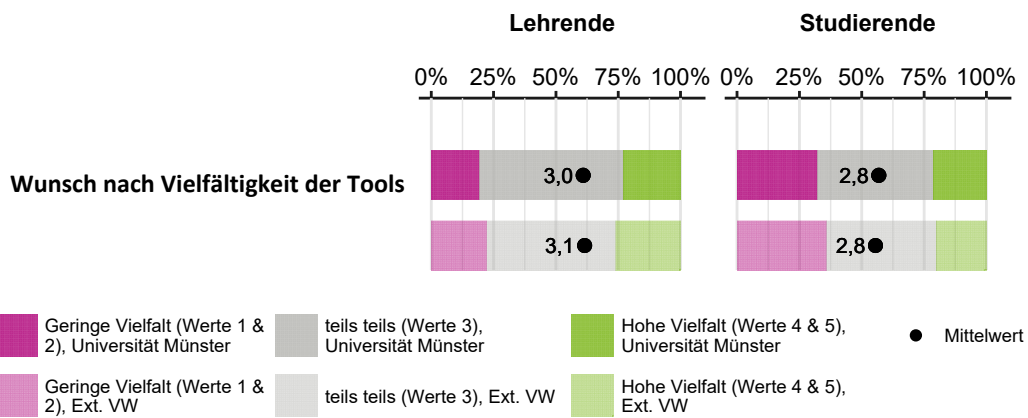 Lehrende Studierende
0% 25% 50% 75% 100% 0% 25% 50% 75% 100%
Wunsch nach Vielfältigkeit der Tools
3,0 2,8
3,1 2,8
Geringe Vielfalt (Werte 1 &
2), Universität Münster
teils teils (Werte 3),
Universität Münster
Hohe Vielfalt (Werte 4 & 5),
Universität Münster
Mittelwert
Geringe Vielfalt (Werte 1 &
2), Ext. VW
teils teils (Werte 3), Ext. VW
Hohe Vielfalt (Werte 4 & 5),
Ext. VW